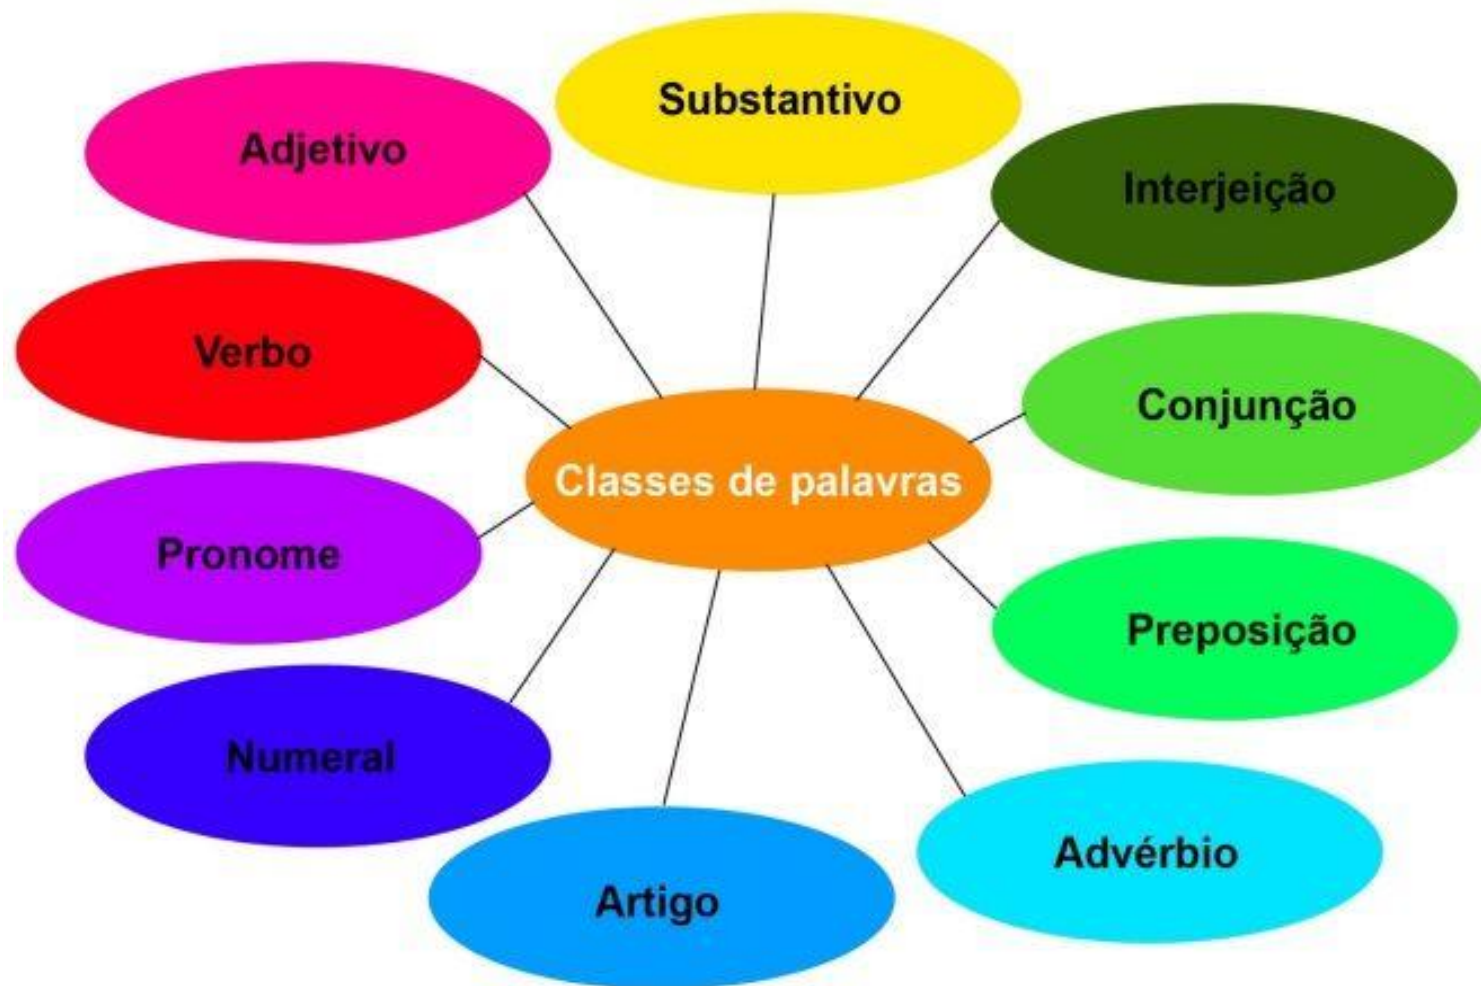 Substantivo
Adjetivo
Interjeição
Verbo
Conjunção
Classes de palavras
Pronome
Preposição
Numeral
Advérbio
Artigo